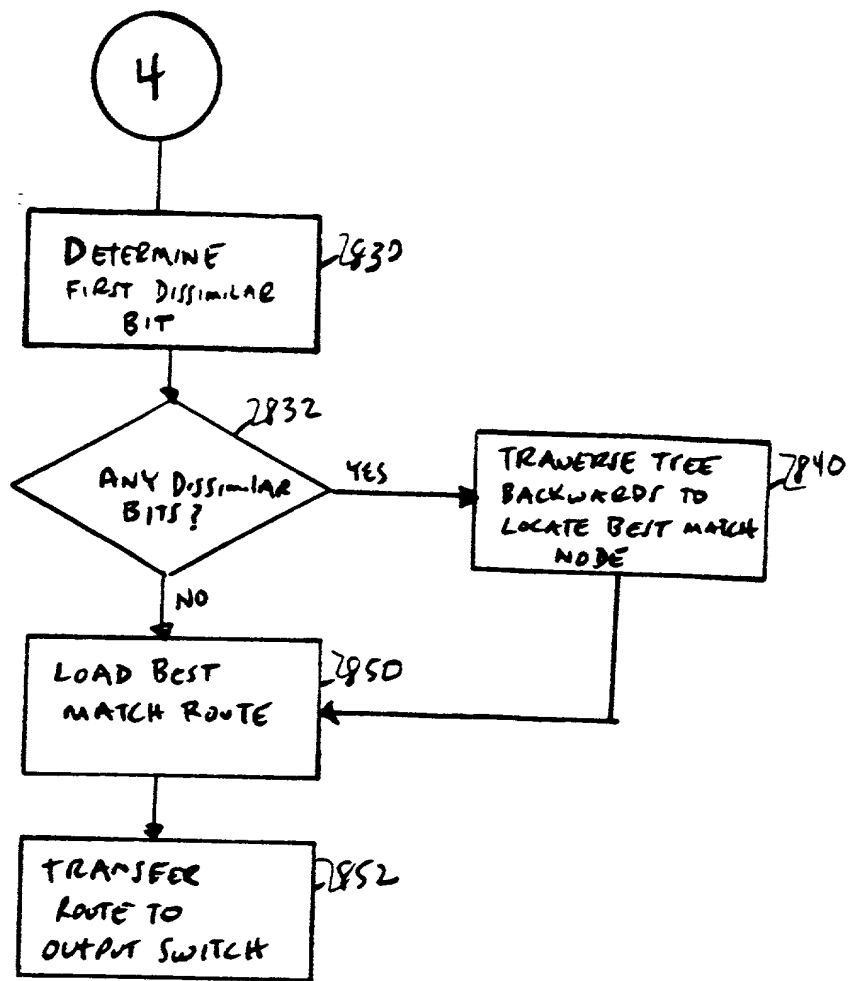 4
DETERMINE
FIRST DISSIMILAR
BIT
2830
2832
ANY DISSIMILAR
BITS?
YES
TRAVERSE TREE
BACKWARDS TO
LOCATE BEST MATCH
NODE
2840
NO
LOAD BEST
MATCH ROUTE
2850
TRANSFER
ROUTE TO
OUTPUT SWITCH
2852